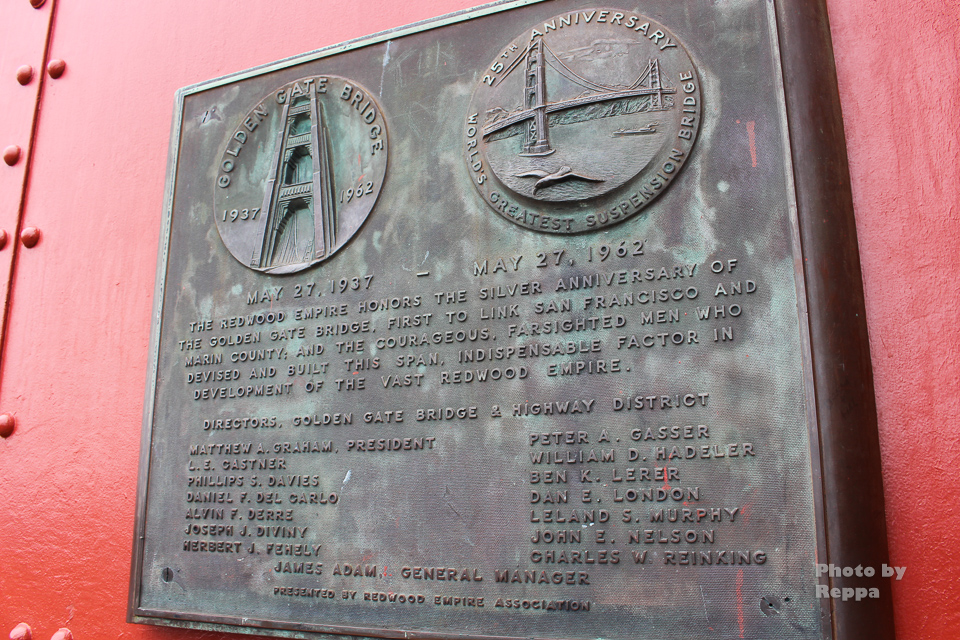 GOLDEN GATE BRIDGE
1937 1962
25TH ANNIVERSARY
WORLD'S GREATEST SUSPENSION BRIDGE
MAY 27, 1937 — MAY 27, 1962
THE REDWOOD EMPIRE HONORS THE SILVER ANNIVERSARY OF
THE GOLDEN GATE BRIDGE, FIRST TO LINK SAN FRANCISCO AND
MARIN COUNTY; AND THE COURAGEOUS, FARSIGHTED MEN WHO
DEVISED AND BUILT THIS SPAN, INDISPENSABLE FACTOR IN
DEVELOPMENT OF THE VAST REDWOOD EMPIRE.
DIRECTORS, GOLDEN GATE BRIDGE & HIGHWAY DISTRICT
MATTHEW A. GRAHAM, PRESIDENT
L. E. CASTNER
PHILLIPS S. DAVIES
DANIEL F. DEL CARLO
ALVIN F. DERRE
JOSEPH J. DIVINY
HERBERT J. FEHELY
PETER A. GASSER
WILLIAM D. HADELER
BEN K. LERER
DAN E. LONDON
LELAND S. MURPHY
JOHN E. NELSON
CHARLES W. REINKING
JAMES ADAM, GENERAL MANAGER
PRESENTED BY REDWOOD EMPIRE ASSOCIATION
Photo by
Reppa